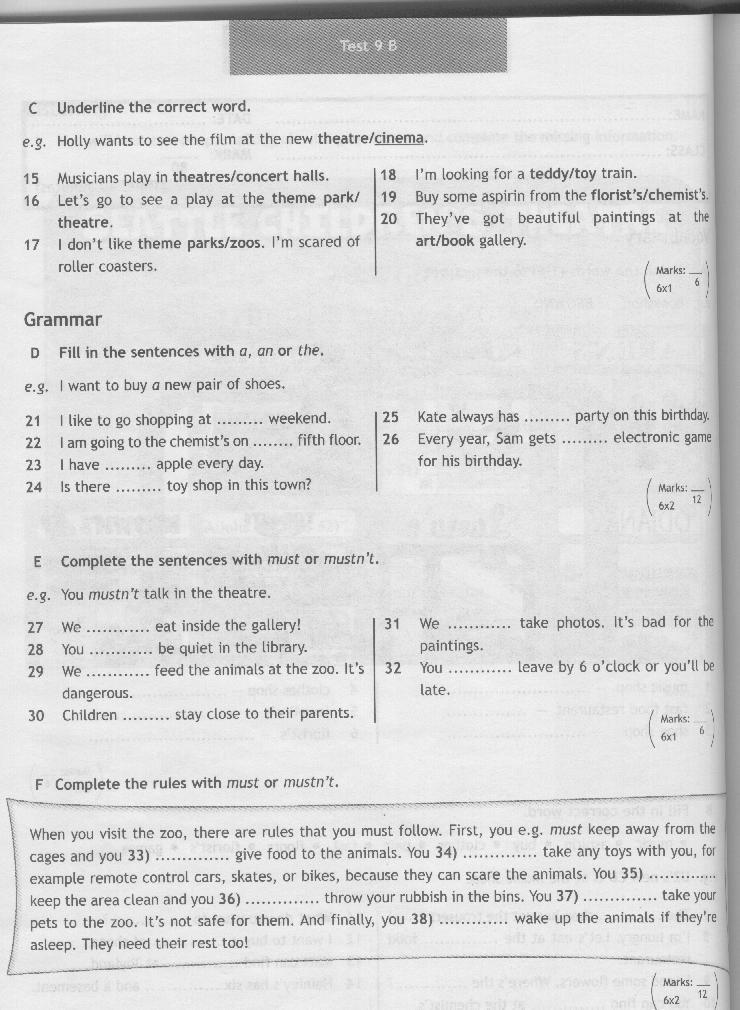 Test 9 B
C Underline the correct word.
e.g. Holly wants to see the film at the new theatre/cinema.
15 Musicians play in theatres/concert halls.
16 Let's go to see a play at the theme park/
theatre.
17 I don't like theme parks/zoos. I'm scared of
roller coasters.
18 I'm looking for a teddy/toy train.
19 Buy some aspirin from the florist's/chemist's.
20 They've got beautiful paintings at the
art/book gallery.
Marks: __
6x1 6
Grammar
D Fill in the sentences with a, an or the.
e.g. I want to buy a new pair of shoes.
21 I like to go shopping at ......... weekend.
22 I am going to the chemist's on ........ fifth floor.
23 I have ......... apple every day.
24 Is there ......... toy shop in this town?
25 Kate always has ......... party on this birthday.
26 Every year, Sam gets ......... electronic game
for his birthday.
Marks: __
6x2 12
E Complete the sentences with must or mustn't.
e.g. You mustn't talk in the theatre.
27 We ............ eat inside the gallery!
28 You ............ be quiet in the library.
29 We ............ feed the animals at the zoo. It's
dangerous.
30 Children ......... stay close to their parents.
31 We ............ take photos. It's bad for the
paintings.
32 You ............ leave by 6 o'clock or you'll be
late.
Marks: __
6x1 6
F Complete the rules with must or mustn't.
When you visit the zoo, there are rules that you must follow. First, you e.g. must keep away from the
cages and you 33) .............. give food to the animals. You 34) .............. take any toys with you, for
example remote control cars, skates, or bikes, because they can scare the animals. You 35) .............
keep the area clean and you 36) .............. throw your rubbish in the bins. You 37) .............. take your
pets to the zoo. It's not safe for them. And finally, you 38) ............. wake up the animals if they're
asleep. They need their rest too!
Marks: __
6x2 12